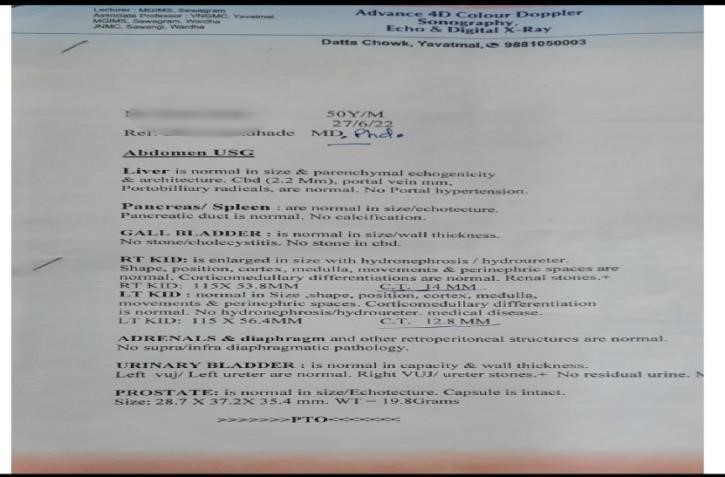 Lecturer : MGIMS, Sewagram
Associate Professor : VNIGMC, Yavatmal
MGIMS, Sewagram, Wardha
JNMC, Sawangi, Wardha
Advance 4D Colour Doppler
Sonography,
Echo & Digital X-Ray
Datta Chowk, Yavatmal, 9881050003
50Y/M
27/6/22
Ref: hade MD, Phd.
Abdomen USG
Liver is normal in size & parenchymal echogenicity
& architecture. Cbd (2.2 Mm), portal vein mm,
Portobilliary radicals, are normal. No Portal hypertension.
Pancreas/ Spleen : are normal in size/echotecture.
Pancreatic duct is normal. No calcification.
GALL BLADDER : is normal in size/wall thickness.
No stone/cholecystitis. No stone in cbd.
RT KID: is enlarged in size with hydronephrosis / hydroureter.
Shape, position, cortex, medulla, movements & perinephric spaces are
normal. Corticomedullary differentiations are normal. Renal stones.+
RT KID: 115X 53.8MM C.T. 14 MM
LT KID : normal in Size ,shape, position, cortex, medulla,
movements & perinephric spaces. Corticomedullary differentiation
is normal. No hydronephrosis/hydroureter. medical disease.
LT KID: 115 X 56.4MM C.T. 12.8 MM
ADRENALS & diaphragm and other retroperitoneal structures are normal.
No supra/infra diaphragmatic pathology.
URINARY BLADDER : is normal in capacity & wall thickness.
Left vuj/ Left ureter are normal. Right VUJ/ ureter stones.+ No residual urine.
PROSTATE: is normal in size/Echotecture. Capsule is intact.
Size: 28.7 X 37.2X 35.4 mm. WT – 19.8Grams
>>>>>>>PTO<<<<<<<